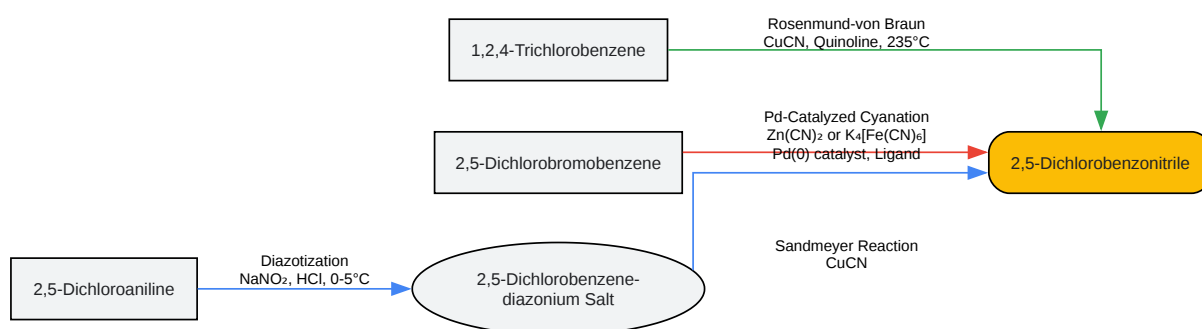 Rosenmund-von Braun
CuCN, Quinoline, 235°C
1,2,4-Trichlorobenzene
Pd-Catalyzed Cyanation
Zn(CN)₂ or K₄[Fe(CN)₆]
Pd(0) catalyst, Ligand
2,5-Dichlorobromobenzene
2,5-Dichlorobenzonitrile
Sandmeyer Reaction
CuCN
Diazotization
NaNO₂, HCl, 0-5°C
2,5-Dichloroaniline
2,5-Dichlorobenzene-
diazonium Salt